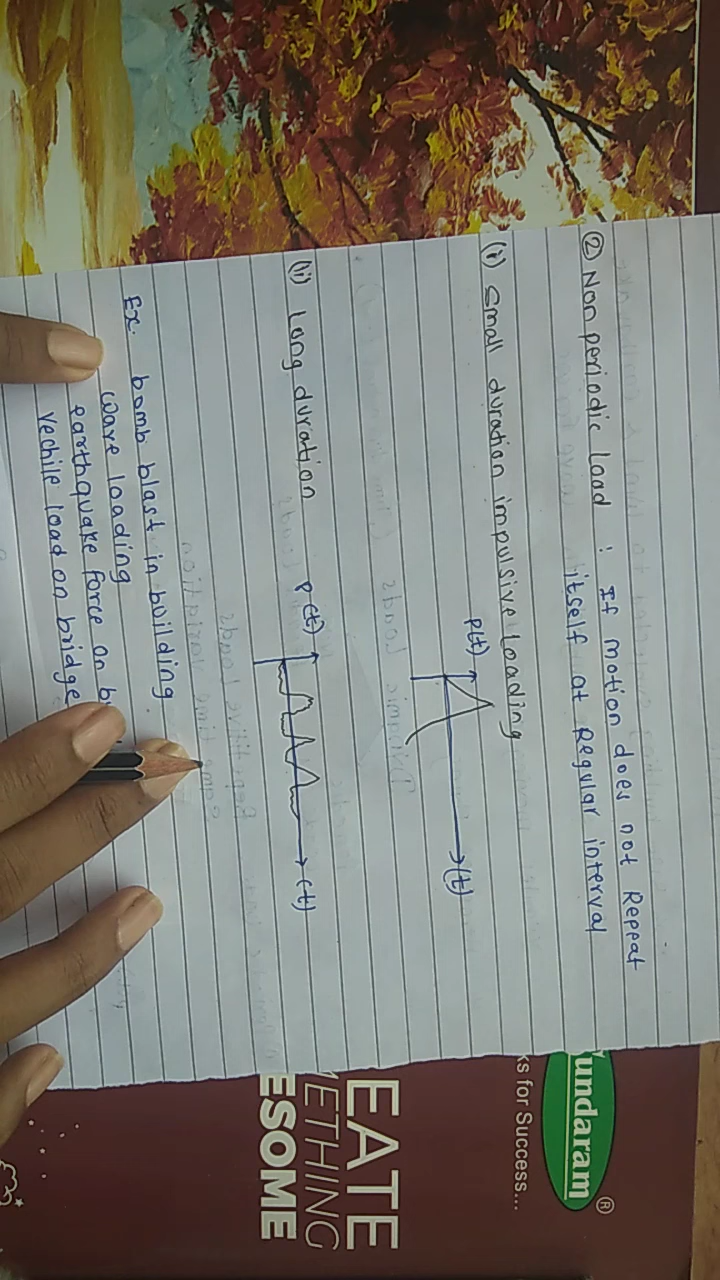 ② Non periodic Load : If motion does not Repeat
itself at Regular interval
(i) Small duration impulsive Loading
P(t)
(t)
(ii) Long duration
P(t)
(t)
Ex. bomb blast in building
Wave loading
earthquake force on
Vechile load on bridge
undaram ®
ks for Success...
EATE
ETHING
ESOME